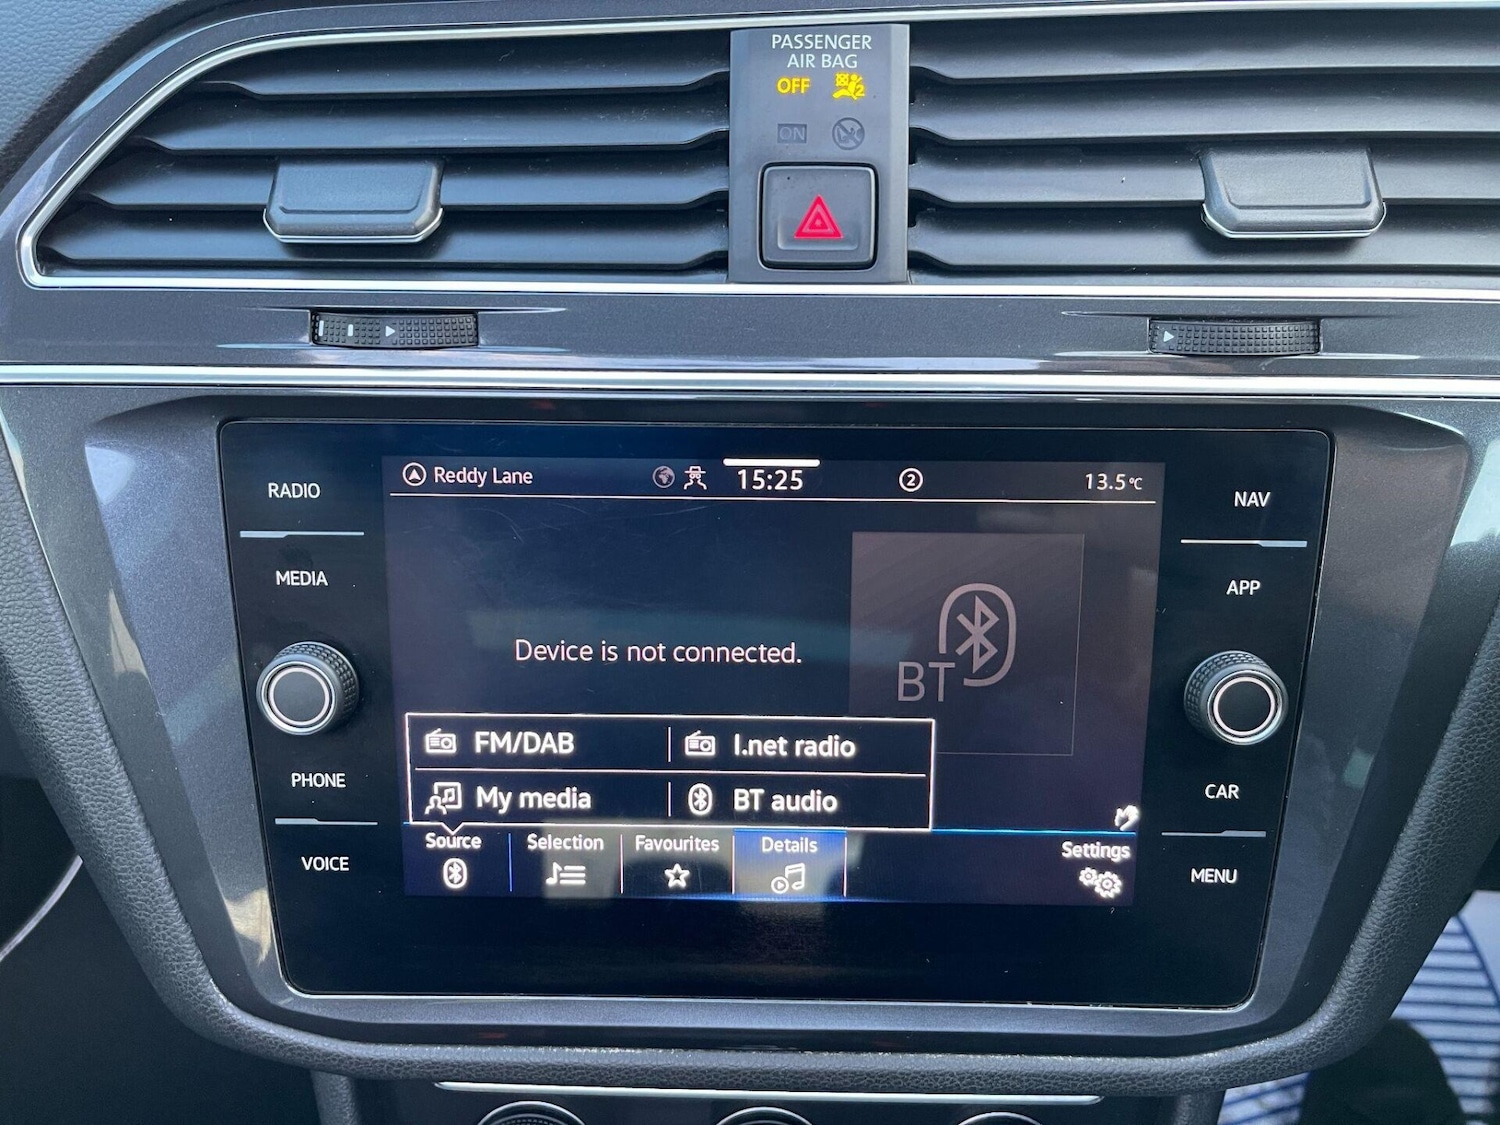 PASSENGER
AIR BAG
OFF 2
ON
Reddy Lane 15:25 2 13.5°C
RADIO
MEDIA
PHONE
VOICE
Device is not connected.
BT
FM/DAB I.net radio
My media BT audio
Source Selection Favourites Details Settings
NAV
APP
CAR
MENU